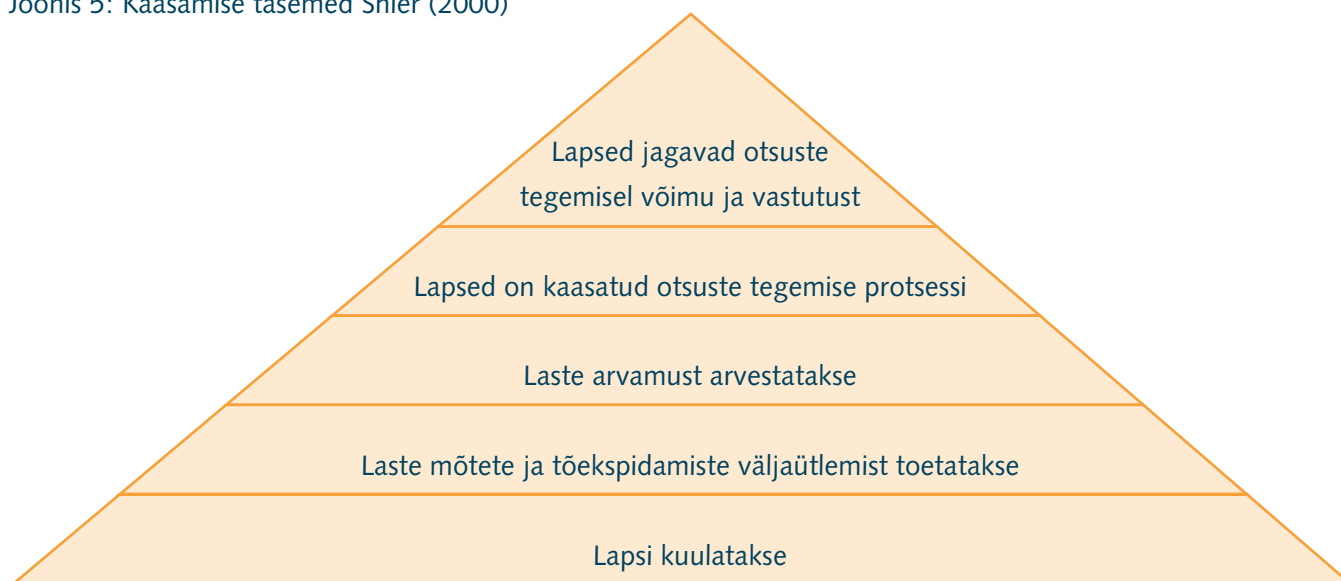 Joonis 5: Kaasamise tasemed Shier (2000)
Lapsed jagavad otsuste
tegemisel võimu ja vastutust
Lapsed on kaasatud otsuste tegemise protsessi
Laste arvamust arvestatakse
Laste mõtete ja tõekspidamiste väljaütlemist toetatakse
Lapsi kuulatakse